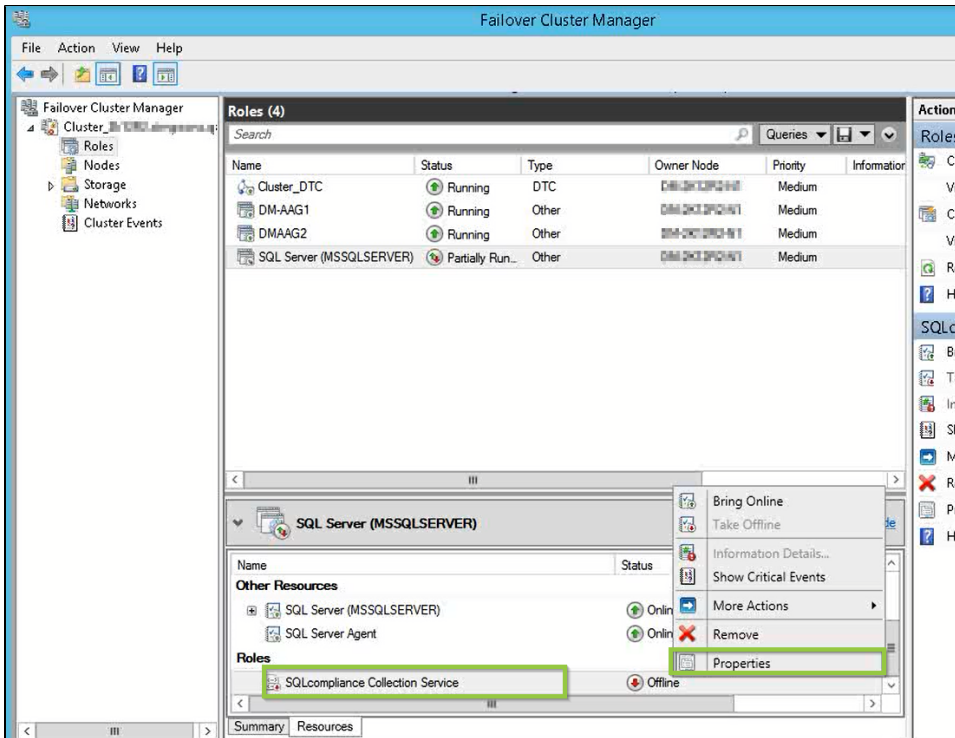 Failover Cluster Manager
File Action View Help
Failover Cluster Manager
Cluster_
Roles
Nodes
Storage
Networks
Cluster Events
Roles (4)
Search
Queries
Name Status Type Owner Node Priority Information
Cluster_DTC Running DTC Medium
DM-AAG1 Running Other Medium
DMAAG2 Running Other Medium
SQL Server (MSSQLSERVER) Partially Run... Other Medium
SQL Server (MSSQLSERVER)
Name Status
Other Resources
SQL Server (MSSQLSERVER) Onlin
SQL Server Agent Onlin
Roles
SQLcompliance Collection Service Offline
Summary Resources
Bring Online
Take Offline
Information Details...
Show Critical Events
More Actions
Remove
Properties
Action
Roles
SQLc